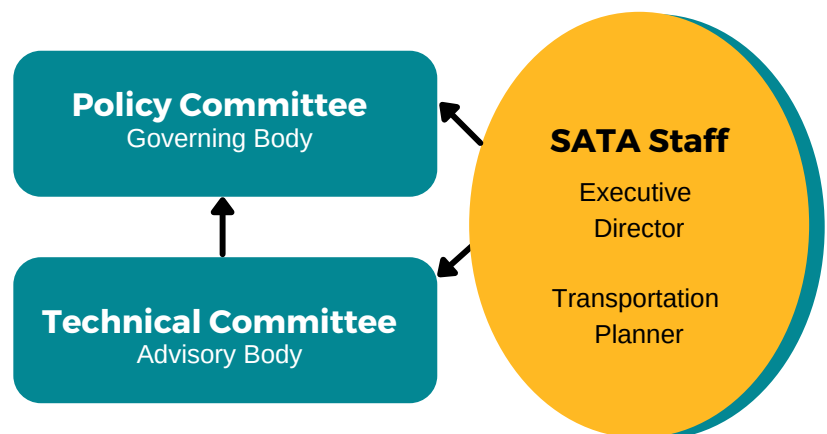 Policy Committee
Governing Body
Technical Committee
Advisory Body
SATA Staff
Executive
Director
Transportation
Planner